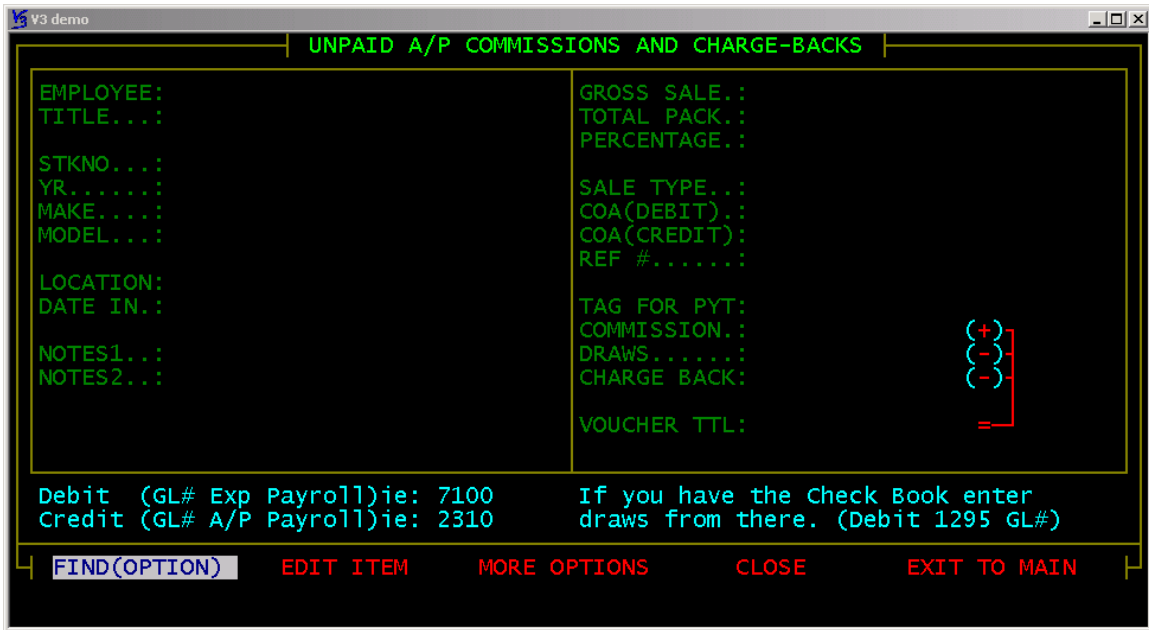 V3 demo
UNPAID A/P COMMISSIONS AND CHARGE-BACKS
EMPLOYEE:
TITLE...:
STKNO...:
YR......:
MAKE....:
MODEL...:
LOCATION:
DATE IN.:
NOTES1..:
NOTES2..:
GROSS SALE.:
TOTAL PACK.:
PERCENTAGE.:
SALE TYPE..:
COA(DEBIT).:
COA(CREDIT):
REF #......:
TAG FOR PYT:
COMMISSION.: (+)
DRAWS......: (-)
CHARGE BACK: (-)
VOUCHER TTL: =
Debit (GL# Exp Payroll)ie: 7100
Credit (GL# A/P Payroll)ie: 2310
If you have the Check Book enter
draws from there. (Debit 1295 GL#)
FIND(OPTION) EDIT ITEM MORE OPTIONS CLOSE EXIT TO MAIN